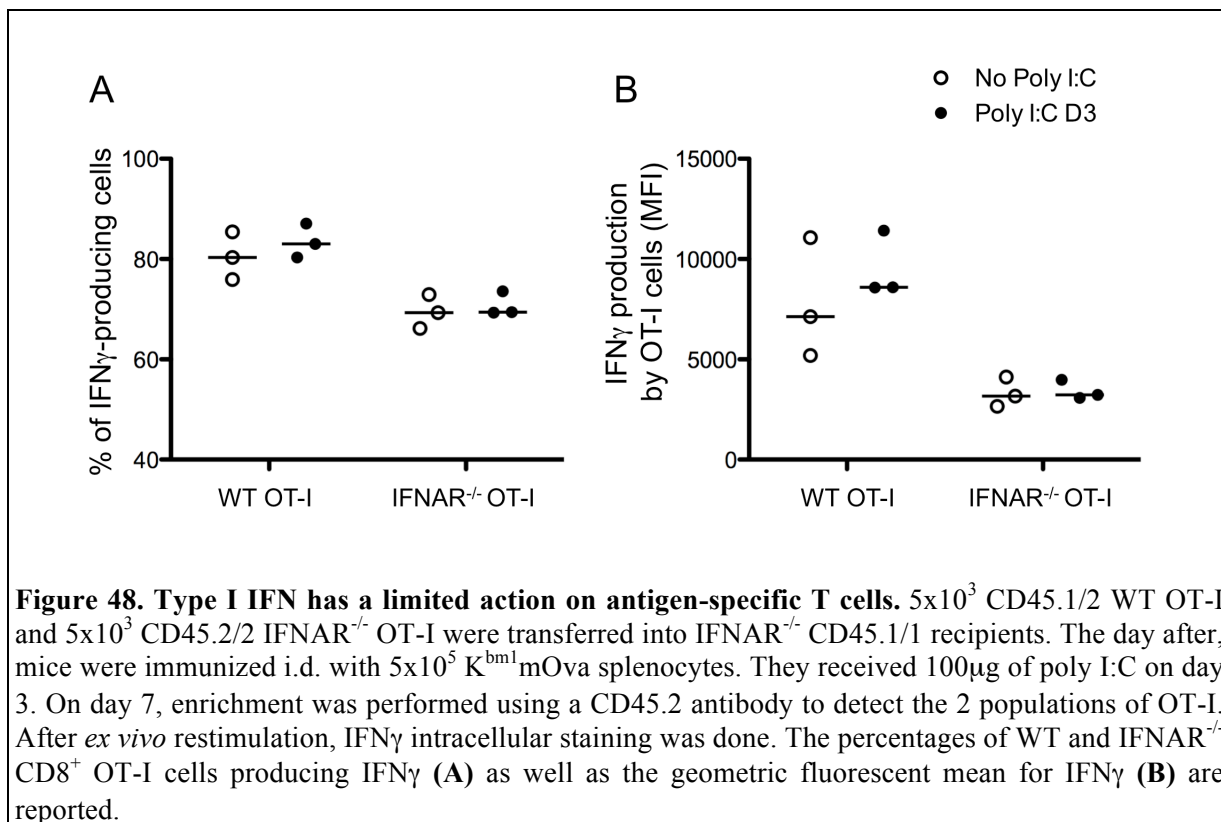 A
B
○ No Poly I:C
● Poly I:C D3
% of IFNγ-producing cells
100
80
60
40
WT OT-I
IFNAR-/- OT-I
IFNγ production
by OT-I cells (MFI)
15000
10000
5000
0
WT OT-I
IFNAR-/- OT-I
Figure 48. Type I IFN has a limited action on antigen-specific T cells. 5x10³ CD45.1/2 WT OT-I
and 5x10³ CD45.2/2 IFNAR-/- OT-I were transferred into IFNAR-/- CD45.1/1 recipients. The day after,
mice were immunized i.d. with 5x10⁵ Kbm1mOva splenocytes. They received 100µg of poly I:C on day
3. On day 7, enrichment was performed using a CD45.2 antibody to detect the 2 populations of OT-I.
After ex vivo restimulation, IFNγ intracellular staining was done. The percentages of WT and IFNAR-/-
CD8+ OT-I cells producing IFNγ (A) as well as the geometric fluorescent mean for IFNγ (B) are
reported.